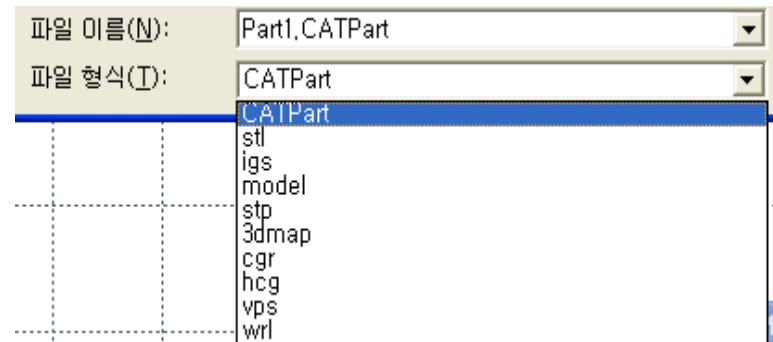 파일 이름(N): Part1.CATPart
파일 형식(T): CATPart
CATPart
stl
igs
model
stp
3dmap
cgr
hcg
vps
wrl